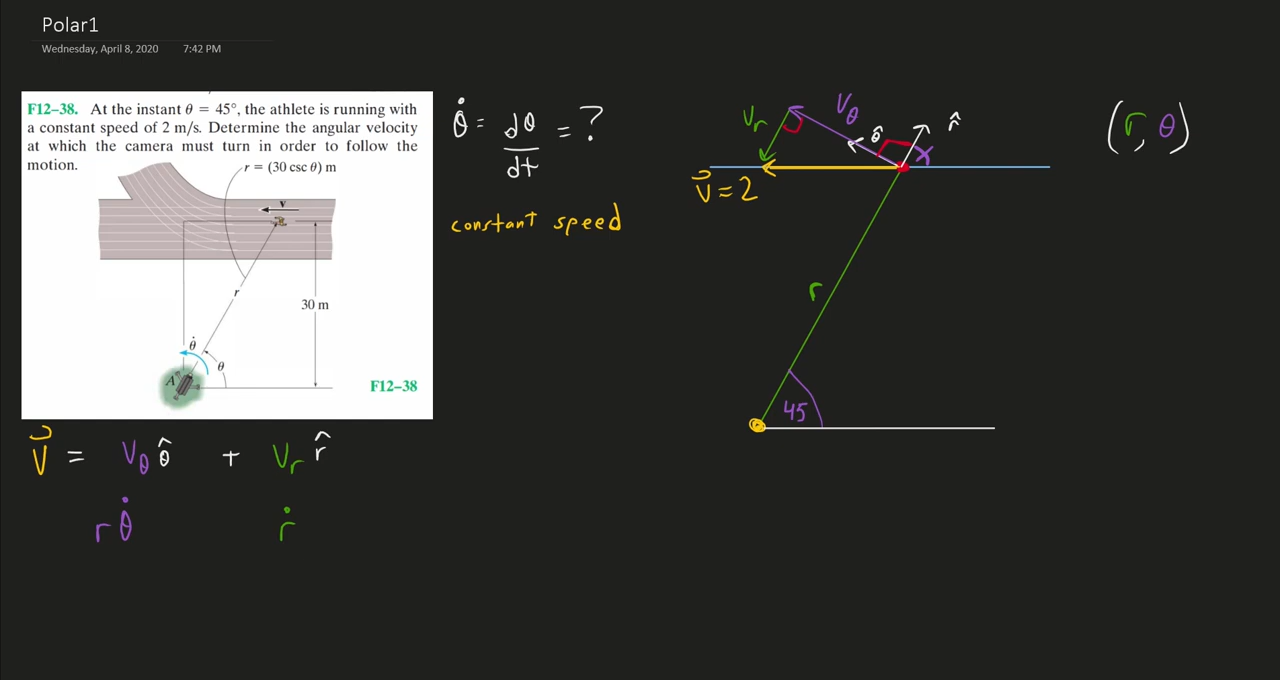 Polar1
Wednesday, April 8, 2020 7:42 PM
F12–38. At the instant θ = 45°, the athlete is running with
a constant speed of 2 m/s. Determine the angular velocity
at which the camera must turn in order to follow the
motion.
r = (30 csc θ) m
v
r
30 m
θ̇
θ
A
F12–38
θ̇ = dθ/dt = ?
constant speed
v⃗ = V_θ θ̂ + V_r r̂
r θ̇ ṙ
V_r
V_θ
θ̂
r̂
v⃗ = 2
r
45
(r, θ)